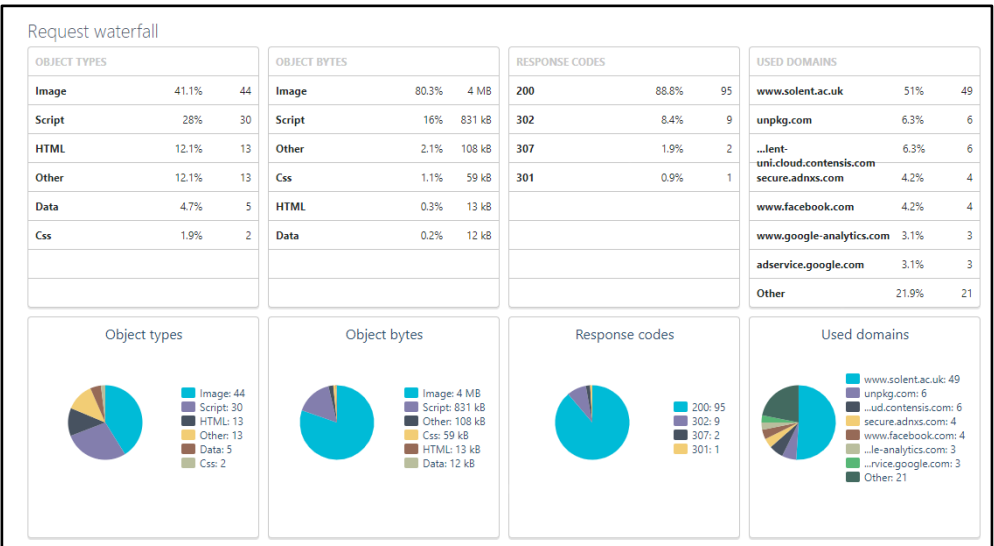 Request waterfall
OBJECT TYPES
Image 41.1% 44
Script 28% 30
HTML 12.1% 13
Other 12.1% 13
Data 4.7% 5
Css 1.9% 2
OBJECT BYTES
Image 80.3% 4 MB
Script 16% 831 kB
Other 2.1% 108 kB
Css 1.1% 59 kB
HTML 0.3% 13 kB
Data 0.2% 12 kB
RESPONSE CODES
200 88.8% 95
302 8.4% 9
307 1.9% 2
301 0.9% 1
USED DOMAINS
www.solent.ac.uk 51% 49
unpkg.com 6.3% 6
...lent- 6.3% 6
uni.cloud.contensis.com
secure.adnxs.com 4.2% 4
www.facebook.com 4.2% 4
www.google-analytics.com 3.1% 3
adservice.google.com 3.1% 3
Other 21.9% 21
Object types
Image: 44
Script: 30
HTML: 13
Other: 13
Data: 5
Css: 2
Object bytes
Image: 4 MB
Script: 831 kB
Other: 108 kB
Css: 59 kB
HTML: 13 kB
Data: 12 kB
Response codes
200: 95
302: 9
307: 2
301: 1
Used domains
www.solent.ac.uk: 49
unpkg.com: 6
...ud.contensis.com: 6
secure.adnxs.com: 4
www.facebook.com: 4
...le-analytics.com: 3
...rvice.google.com: 3
Other: 21